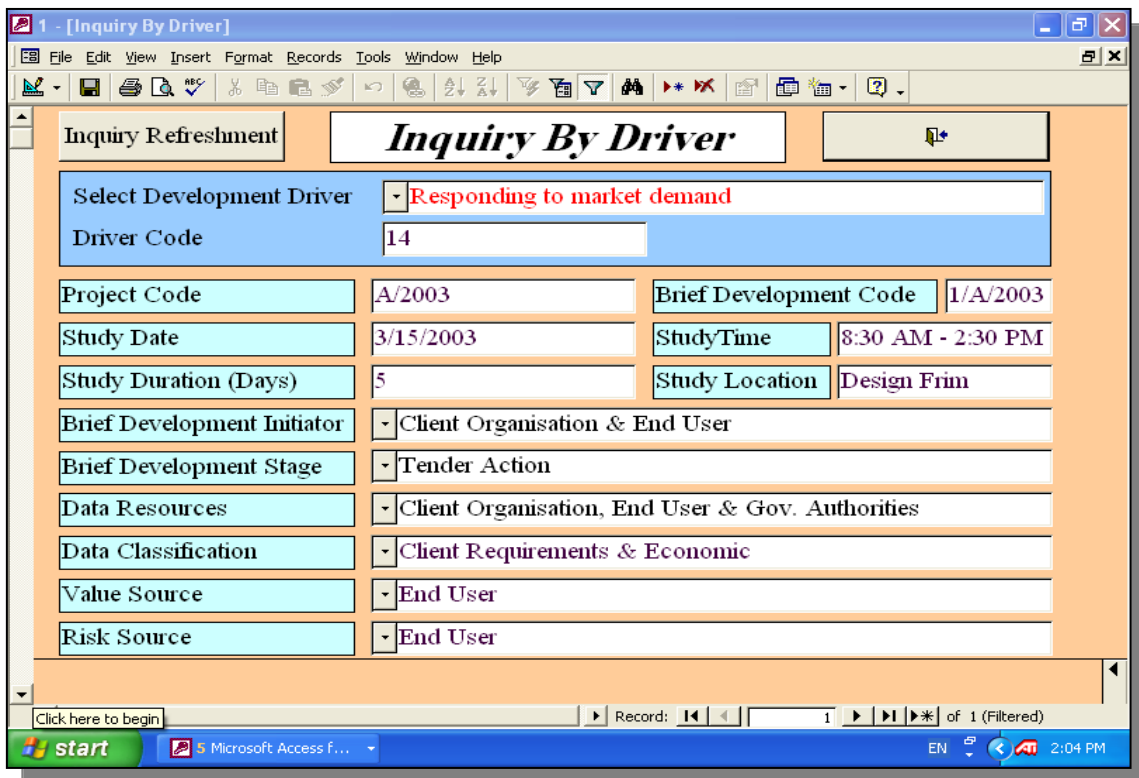 1 - [Inquiry By Driver]
File Edit View Insert Format Records Tools Window Help
Inquiry Refreshment Inquiry By Driver
Select Development Driver Responding to market demand
Driver Code 14
Project Code A/2003 Brief Development Code 1/A/2003
Study Date 3/15/2003 StudyTime 8:30 AM - 2:30 PM
Study Duration (Days) 5 Study Location Design Frim
Brief Development Initiator Client Organisation & End User
Brief Development Stage Tender Action
Data Resources Client Organisation, End User & Gov. Authorities
Data Classification Client Requirements & Economic
Value Source End User
Risk Source End User
Click here to begin Record: 1 of 1 (Filtered)
start 5 Microsoft Access f... EN ATI 2:04 PM